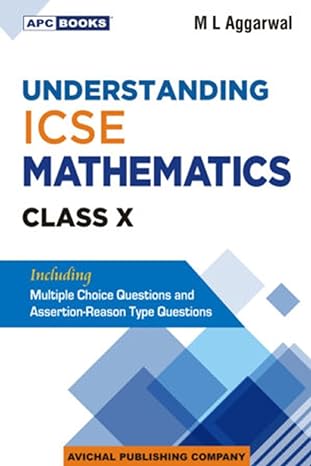 APC BOOKS
M L Aggarwal
UNDERSTANDING
ICSE
MATHEMATICS
CLASS X
Including
Multiple Choice Questions and
Assertion-Reason Type Questions
AVICHAL PUBLISHING COMPANY